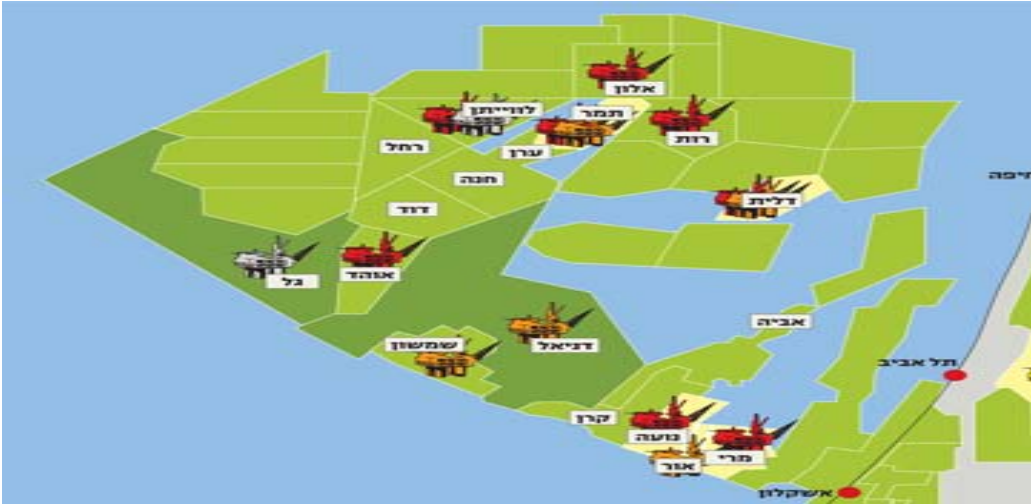 אלון
לווייתן
תמר
רות
רחל
ערן
חיפה
חנה
דלית
דוד
גל
אוהד
אביה
שמשון
דניאל
תל אביב
קרן
נועה
מרי
אור
אשקלון